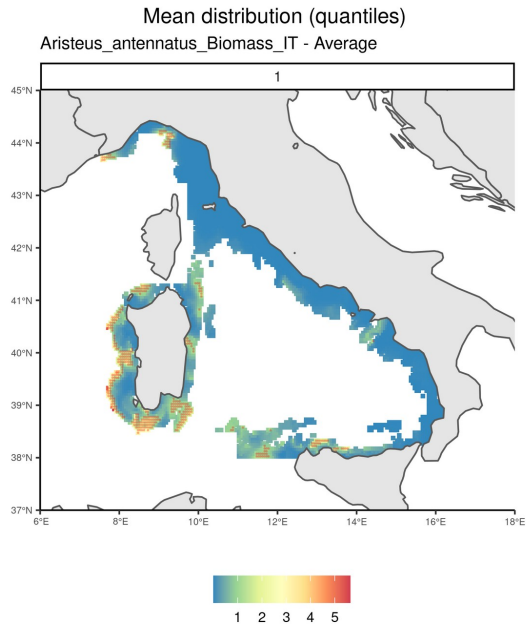 Mean distribution (quantiles)
Aristeus_antennatus_Biomass_IT - Average
1
45°N
44°N
43°N
42°N
41°N
40°N
39°N
38°N
37°N
6°E 8°E 10°E 12°E 14°E 16°E 18°E
1 2 3 4 5